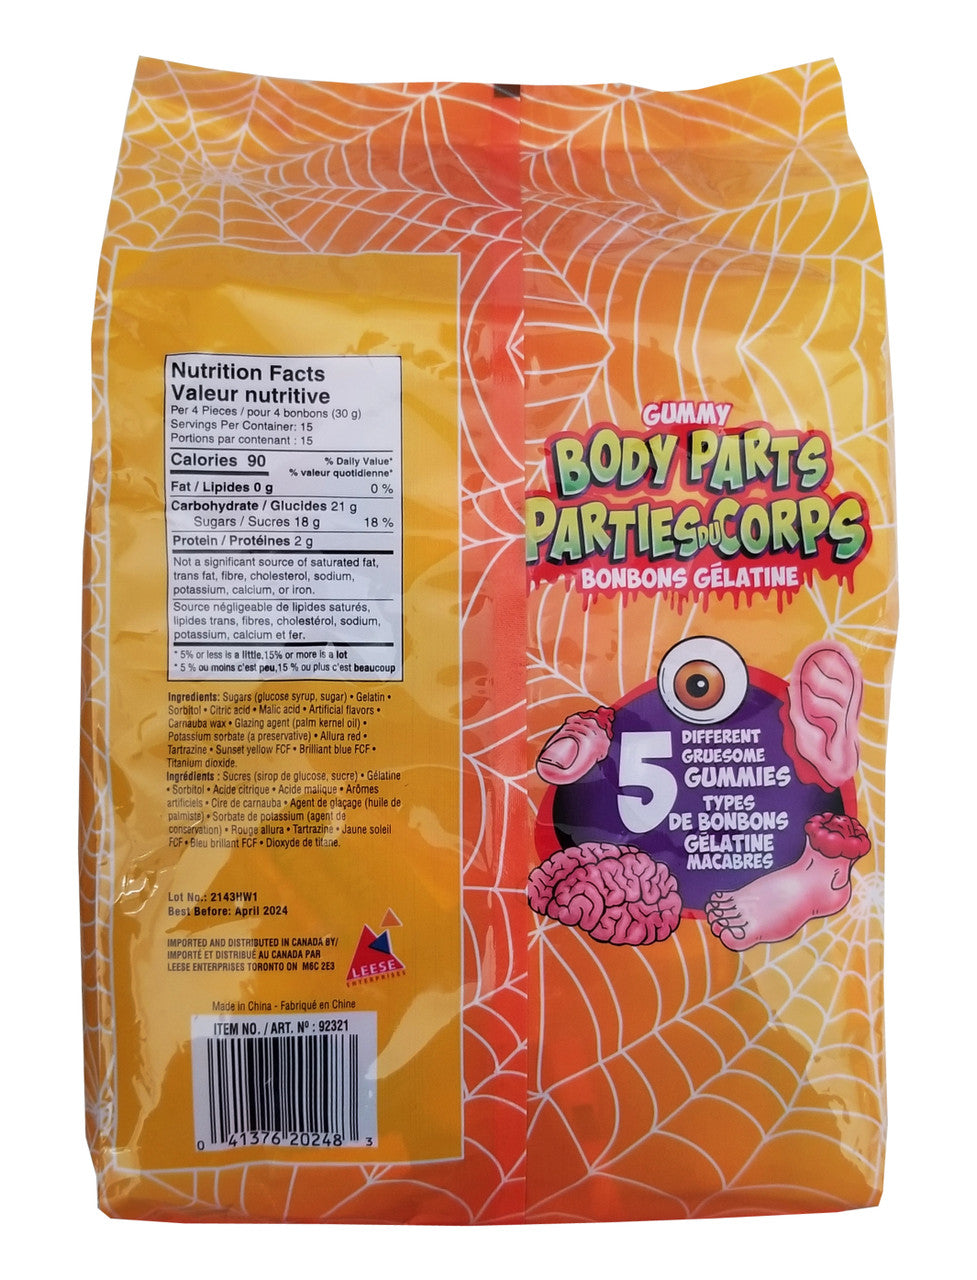 Nutrition Facts
Valeur nutritive
Per 4 Pieces / pour 4 bonbons (30 g)
Servings Per Container: 15
Portions par contenant : 15
Calories 90
% Daily Value*
% valeur quotidienne*
Fat / Lipides 0 g 0 %
Carbohydrate / Glucides 21 g
Sugars / Sucres 18 g 18 %
Protein / Protéines 2 g
Not a significant source of saturated fat,
trans fat, fibre, cholesterol, sodium,
potassium, calcium, or iron.
Source négligeable de lipides saturés,
lipides trans, fibres, cholestérol, sodium,
potassium, calcium et fer.
* 5% or less is a little,15% or more is a lot
* 5 % ou moins c'est peu,15 % ou plus c'est beaucoup
Ingredients: Sugars (glucose syrup, sugar) • Gelatin •
Sorbitol • Citric acid • Malic acid • Artificial flavors •
Carnauba wax • Glazing agent (palm kernel oil) •
Potassium sorbate (a preservative) • Allura red •
Tartrazine • Sunset yellow FCF • Brilliant blue FCF •
Titanium dioxide.
Ingrédients : Sucres (sirop de glucose, sucre) • Gélatine
• Sorbitol • Acide citrique • Acide malique • Arômes
artificiels • Cire de carnauba • Agent de glaçage (huile de
palmiste) • Sorbate de potassium (agent de
conservation) • Rouge allura • Tartrazine • Jaune soleil
FCF • Bleu brillant FCF • Dioxyde de titane.
Lot No.: 2143HW1
Best Before: April 2024
IMPORTED AND DISTRIBUTED IN CANADA BY/
IMPORTÉ ET DISTRIBUÉ AU CANADA PAR
LEESE ENTERPRISES TORONTO ON M6C 2E3
LEESE
ENTERPRISES
Made in China - Fabriqué en Chine
ITEM NO. / ART. Nº : 92321
0 41376 20248 3
GUMMY
BODY PARTS
PARTIES DU CORPS
BONBONS GÉLATINE
5
DIFFERENT
GRUESOME
GUMMIES
TYPES
DE BONBONS
GÉLATINE
MACABRES